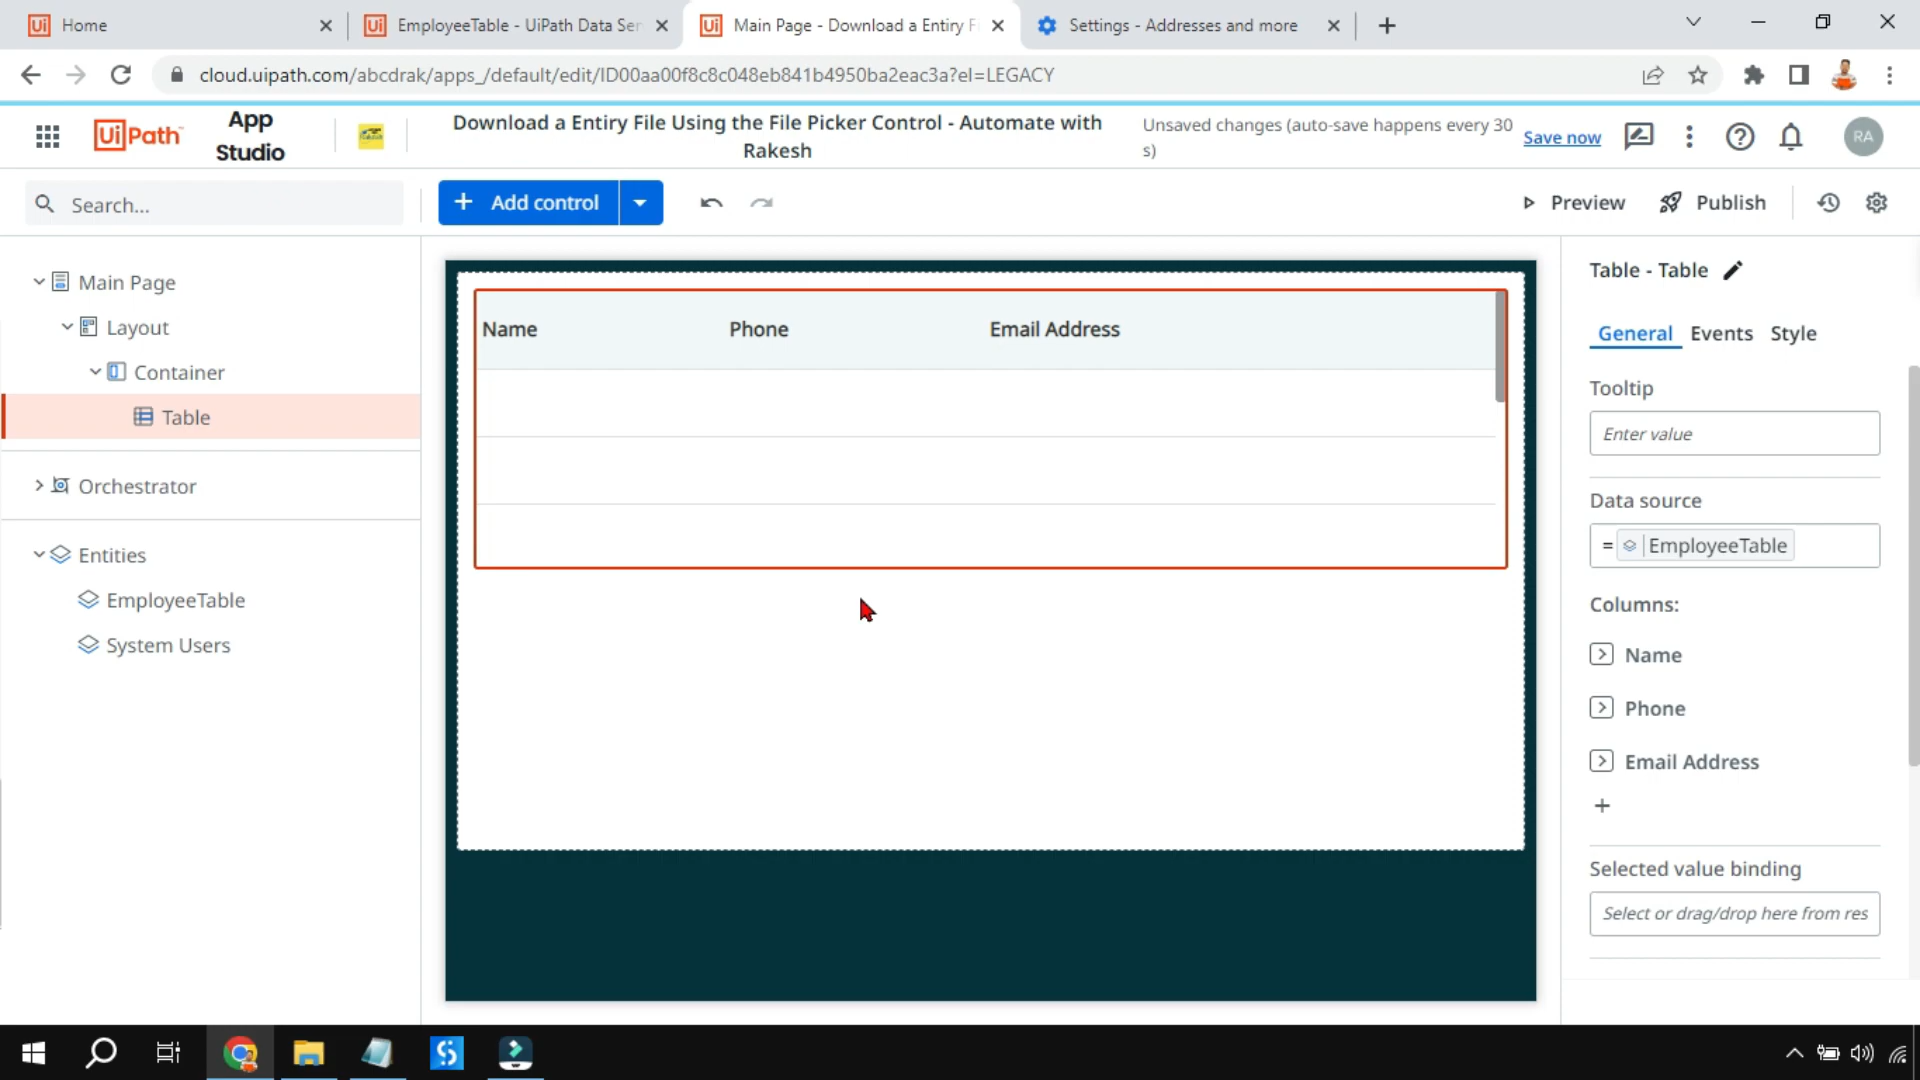 Home
EmployeeTable - UiPath Data Ser
Main Page - Download a Entiry F
Settings - Addresses and more
cloud.uipath.com/abcdrak/apps_/default/edit/ID00aa00f8c8c048eb841b4950ba2eac3a?el=LEGACY
UiPath
App
Studio
Download a Entiry File Using the File Picker Control - Automate with
Rakesh
Unsaved changes (auto-save happens every 30
s)
Save now
RA
Search...
Add control
Preview
Publish
Main Page
Layout
Container
Table
Orchestrator
Entities
EmployeeTable
System Users
Name
Phone
Email Address
Table - Table
General
Events
Style
Tooltip
Enter value
Data source
= EmployeeTable
Columns:
Name
Phone
Email Address
Selected value binding
Select or drag/drop here from res